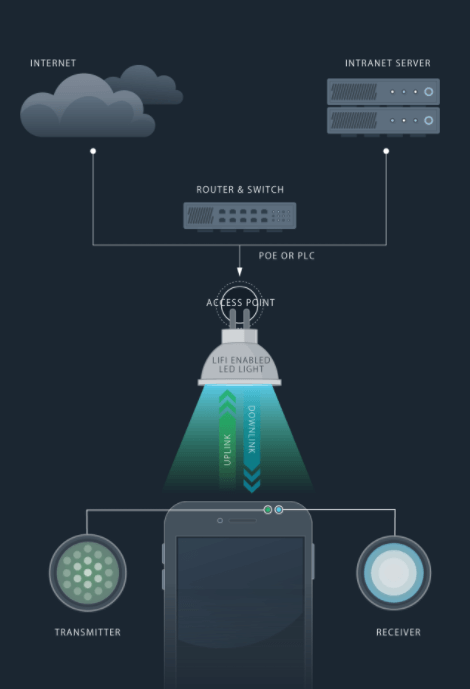 INTERNET
INTRANET SERVER
ROUTER & SWITCH
POE OR PLC
ACCESS POINT
LIFI ENABLED
LED LIGHT
UPLINK
DOWNLINK
TRANSMITTER
RECEIVER